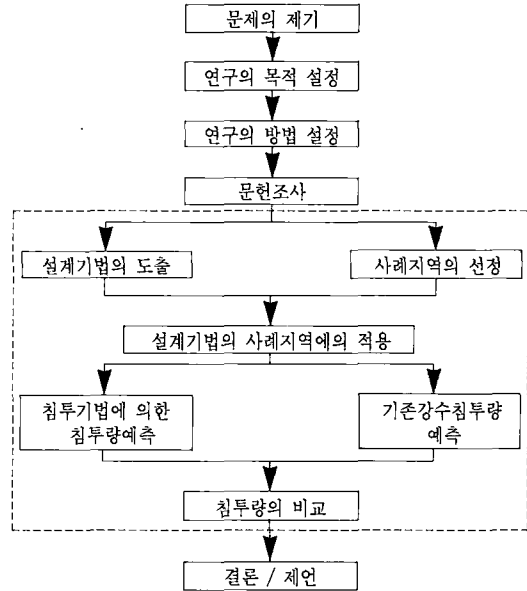 문제의 제기
연구의 목적 설정
연구의 방법 설정
문헌조사
설계기법의 도출
사례지역의 선정
설계기법의 사례지역에의 적용
침투기법에 의한
침투량예측
기존강수침투량
예측
침투량의 비교
결론 / 제언